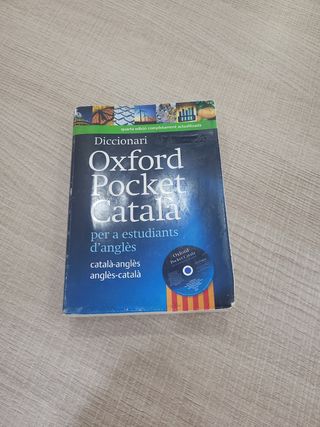 quarta edició completament actualitzada
Diccionari
Oxford
Pocket
Català
per a estudiants
d'anglès
català-anglès
anglès-català
Oxford
Pocket Català